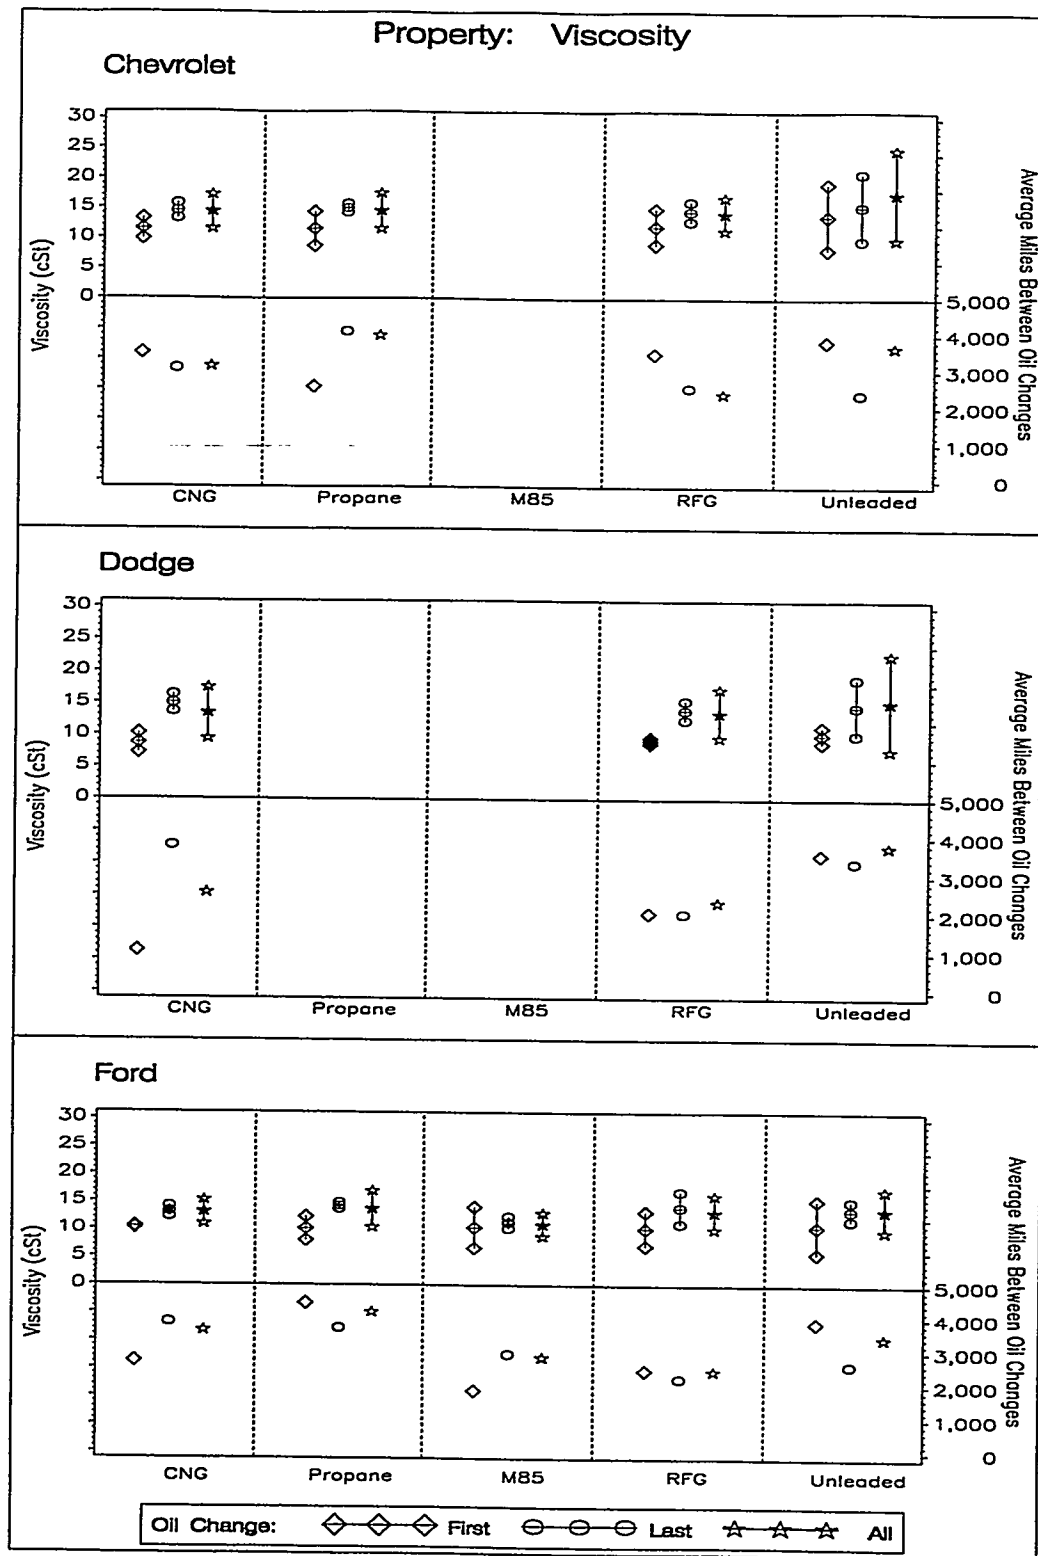 Property: Viscosity
Chevrolet
30
25
20
15
10
5
0
Viscosity (cSt)
5,000
4,000
3,000
2,000
1,000
0
Average Miles Between Oil Changes
CNG Propane M85 RFG Unleaded
Dodge
30
25
20
15
10
5
0
Viscosity (cSt)
5,000
4,000
3,000
2,000
1,000
0
Average Miles Between Oil Changes
CNG Propane M85 RFG Unleaded
Ford
30
25
20
15
10
5
0
Viscosity (cSt)
5,000
4,000
3,000
2,000
1,000
0
Average Miles Between Oil Changes
CNG Propane M85 RFG Unleaded
Oil Change: First Last All